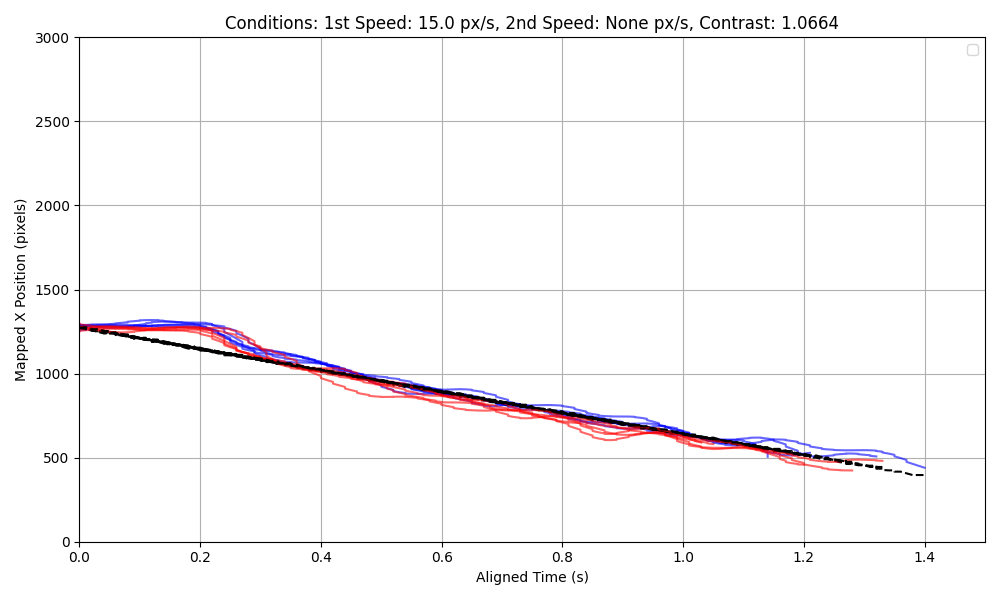 Conditions: 1st Speed: 15.0 px/s, 2nd Speed: None px/s, Contrast: 1.0664
3000
2500
2000
1500
1000
500
0
Mapped X Position (pixels)
0.0 0.2 0.4 0.6 0.8 1.0 1.2 1.4
Aligned Time (s)